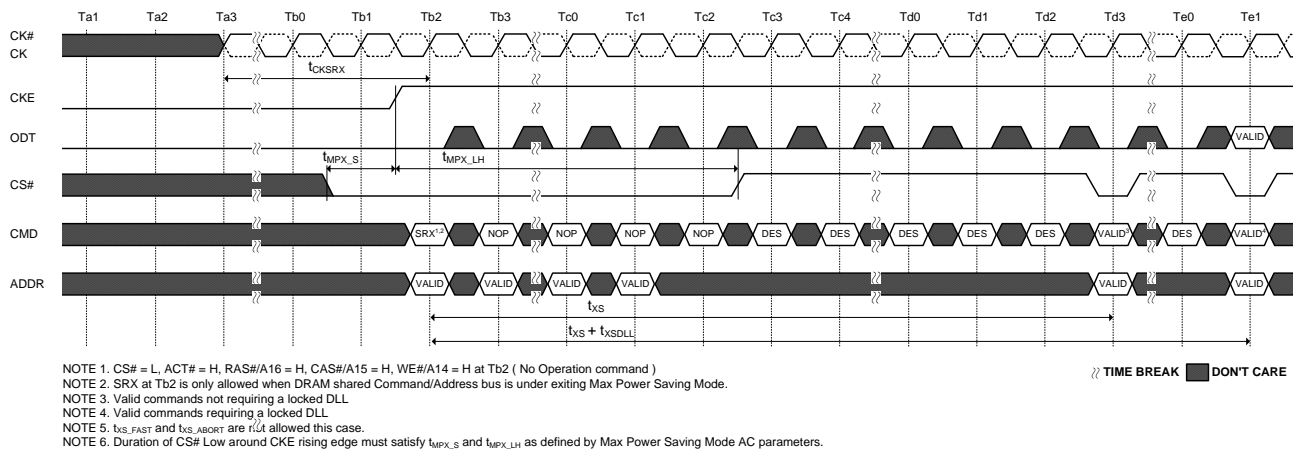 Ta1 Ta2 Ta3 Tb0 Tb1 Tb2 Tb3 Tc0 Tc1 Tc2 Tc3 Tc4 Td0 Td1 Td2 Td3 Te0 Te1
CK#
CK
tCKSRX
CKE
ODT VALID
tMPX_S tMPX_LH
CS#
CMD SRX1,2 NOP NOP NOP NOP DES DES DES DES DES VALID3 DES VALID4
ADDR VALID VALID VALID VALID VALID VALID
tXS
tXS + tXSDLL
NOTE 1. CS# = L, ACT# = H, RAS#/A16 = H, CAS#/A15 = H, WE#/A14 = H at Tb2 ( No Operation command )
TIME BREAK DON'T CARE
NOTE 2. SRX at Tb2 is only allowed when DRAM shared Command/Address bus is under exiting Max Power Saving Mode.
NOTE 3. Valid commands not requiring a locked DLL
NOTE 4. Valid commands requiring a locked DLL
NOTE 5. tXS_FAST and tXS_ABORT are not allowed this case.
NOTE 6. Duration of CS# Low around CKE rising edge must satisfy tMPX_S and tMPX_LH as defined by Max Power Saving Mode AC parameters.